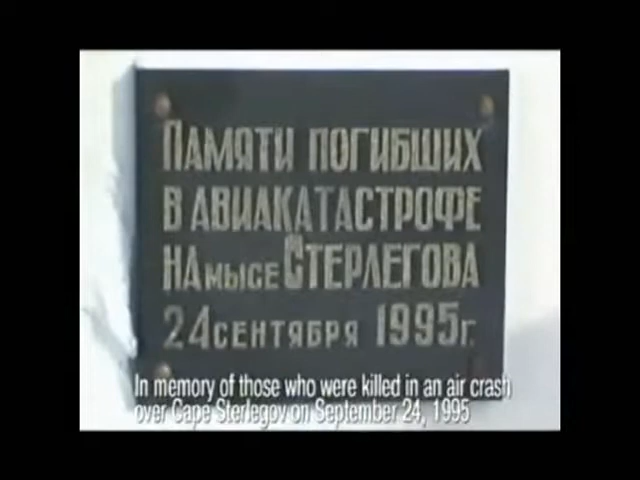 Памяти погибших
в авиакатастрофе
на мысе Стерлегова
24 сентября 1995г.
In memory of those who were killed in an air crash
over Cape Sterlegov on September 24, 1995